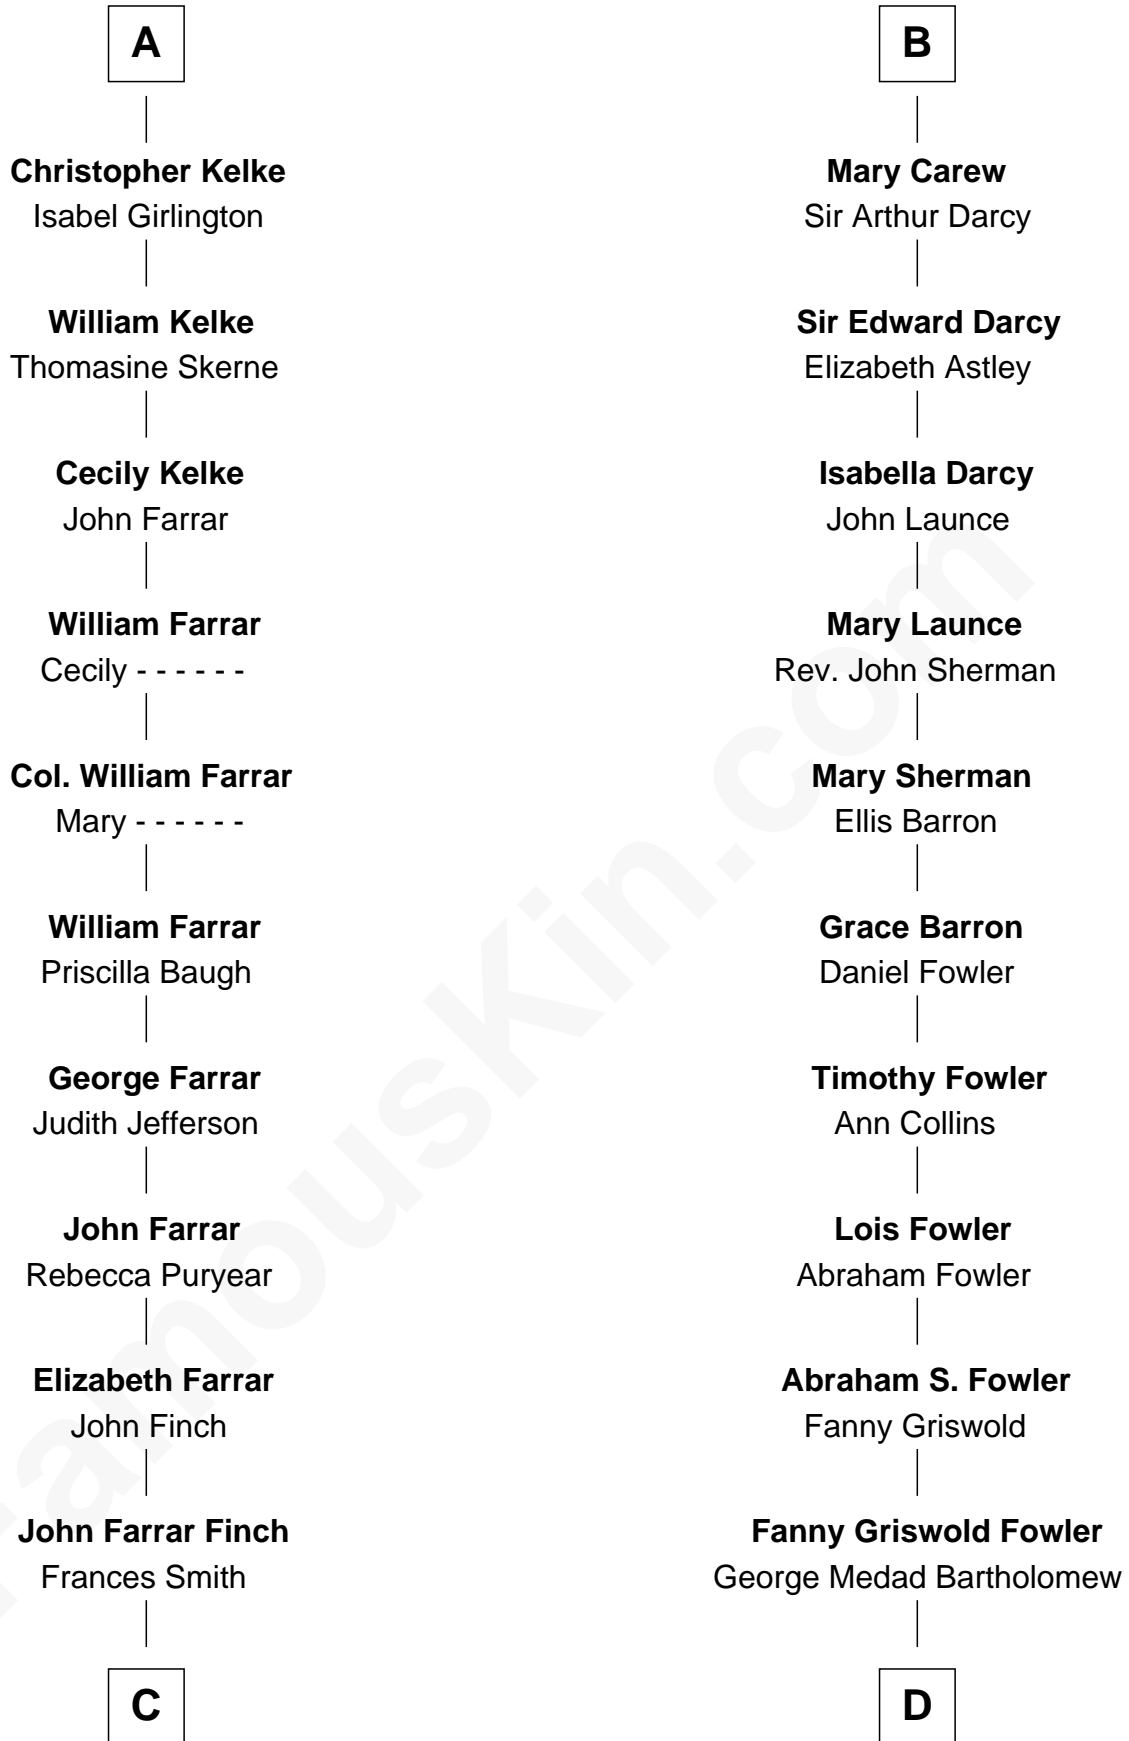 A
Christopher Kelke
Isabel Girlington
William Kelke
Thomasine Skerne
Cecily Kelke
John Farrar
William Farrar
Cecily - - - - - -
Col. William Farrar
Mary - - - - - -
William Farrar
Priscilla Baugh
George Farrar
Judith Jefferson
John Farrar
Rebecca Puryear
Elizabeth Farrar
John Finch
John Farrar Finch
Frances Smith
C
B
Mary Carew
Sir Arthur Darcy
Sir Edward Darcy
Elizabeth Astley
Isabella Darcy
John Launce
Mary Launce
Rev. John Sherman
Mary Sherman
Ellis Barron
Grace Barron
Daniel Fowler
Timothy Fowler
Ann Collins
Lois Fowler
Abraham Fowler
Abraham S. Fowler
Fanny Griswold
Fanny Griswold Fowler
George Medad Bartholomew
D
FamousKin.com